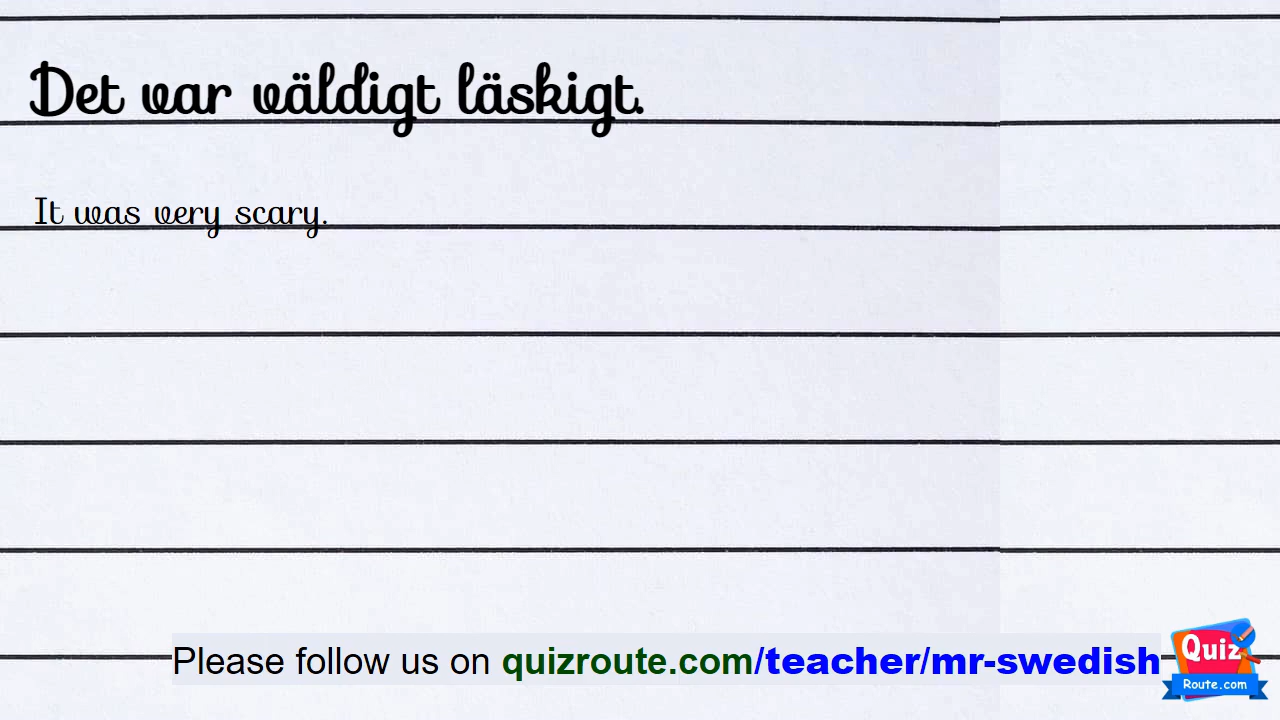 Det var väldigt läskigt.
It was very scary.
Please follow us on quizroute.com/teacher/mr-swedish
Quiz
Route.com